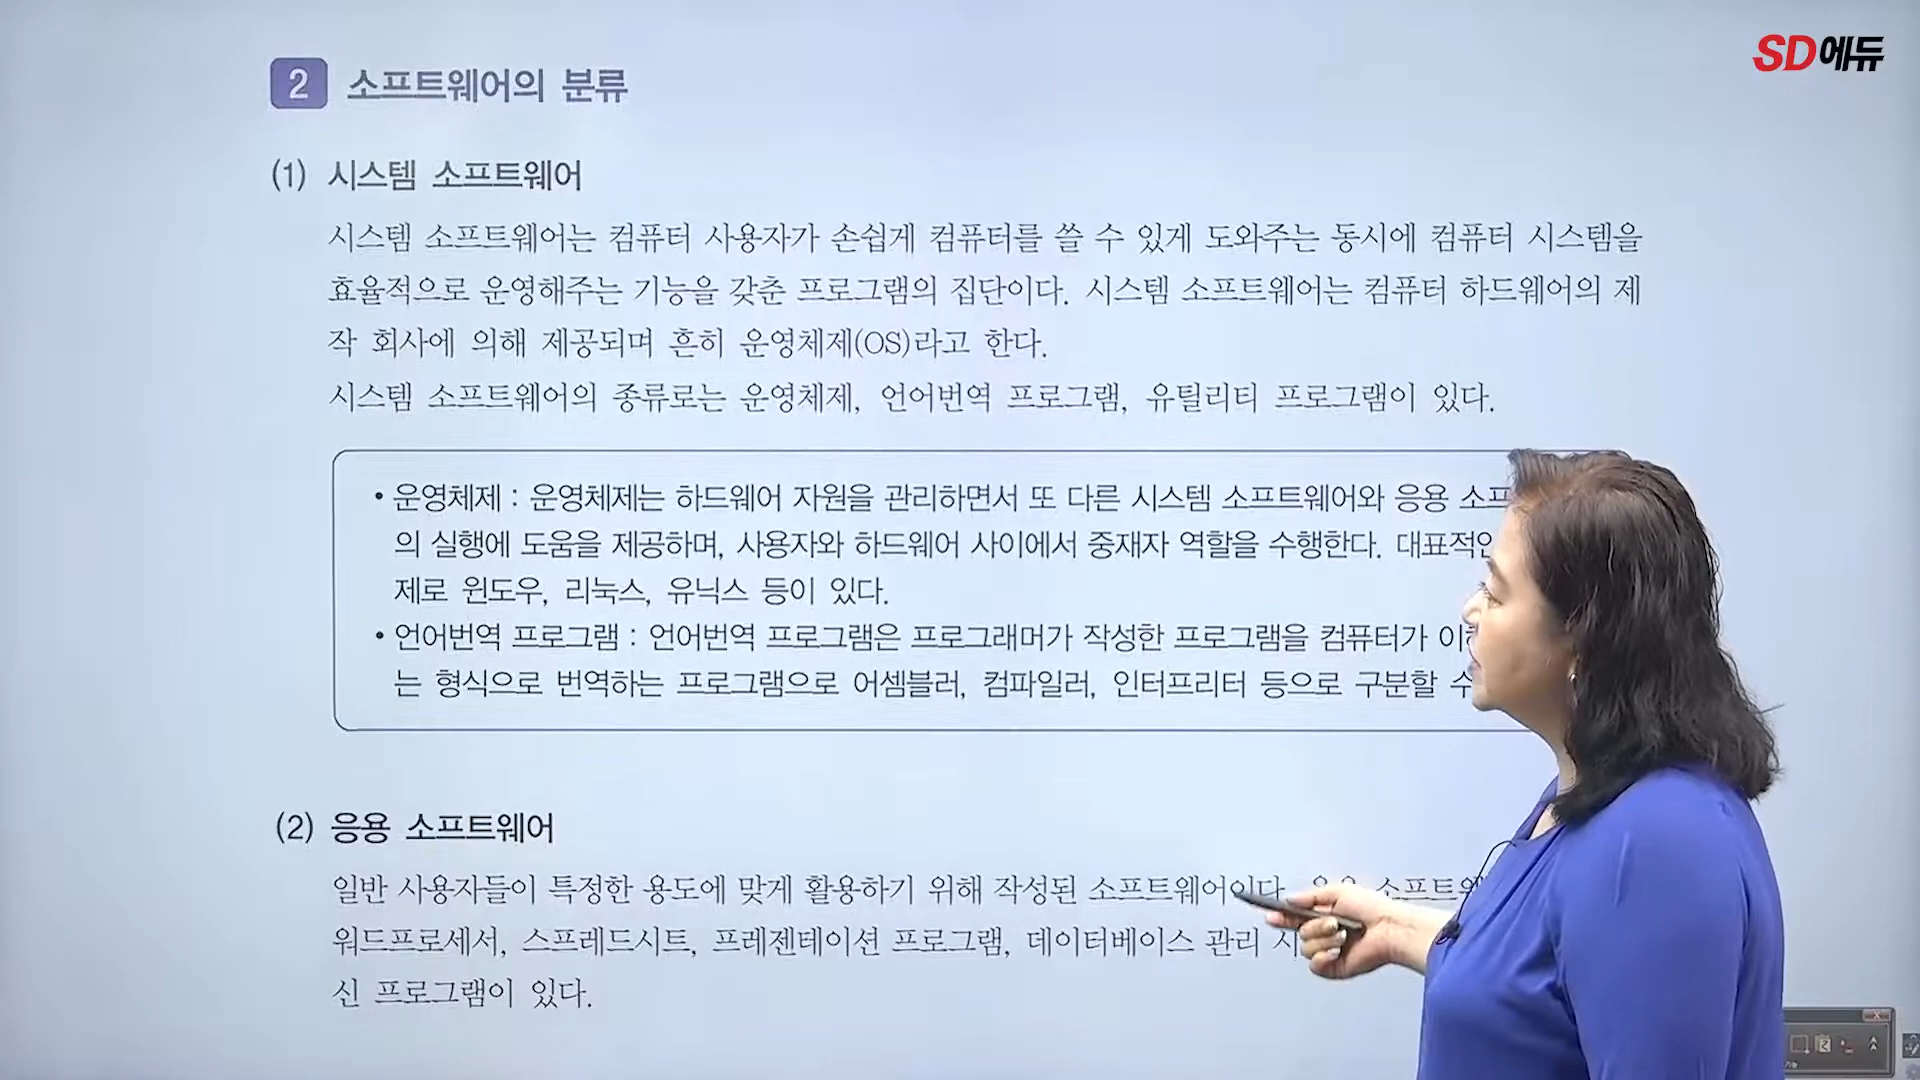 SD에듀
2 소프트웨어의 분류
(1) 시스템 소프트웨어
시스템 소프트웨어는 컴퓨터 사용자가 손쉽게 컴퓨터를 쓸 수 있게 도와주는 동시에 컴퓨터 시스템을
효율적으로 운영해주는 기능을 갖춘 프로그램의 집단이다. 시스템 소프트웨어는 컴퓨터 하드웨어의 제
작 회사에 의해 제공되며 흔히 운영체제(OS)라고 한다.
시스템 소프트웨어의 종류로는 운영체제, 언어번역 프로그램, 유틸리티 프로그램이 있다.
• 운영체제 : 운영체제는 하드웨어 자원을 관리하면서 또 다른 시스템 소프트웨어와 응용
의 실행에 도움을 제공하며, 사용자와 하드웨어 사이에서 중재자 역할을 수행한다.
제로 윈도우, 리눅스, 유닉스 등이 있다.
• 언어번역 프로그램 : 언어번역 프로그램은 프로그래머가 작성한 프로그램을 컴퓨터가
는 형식으로 번역하는 프로그램으로 어셈블러, 컴파일러, 인터프리터 등으로 구분할 수
(2) 응용 소프트웨어
일반 사용자들이 특정한 용도에 맞게 활용하기 위해 작성된 소프트웨어이다.
워드프로세서, 스프레드시트, 프레젠테이션 프로그램, 데이터베이스 관리
신 프로그램이 있다.